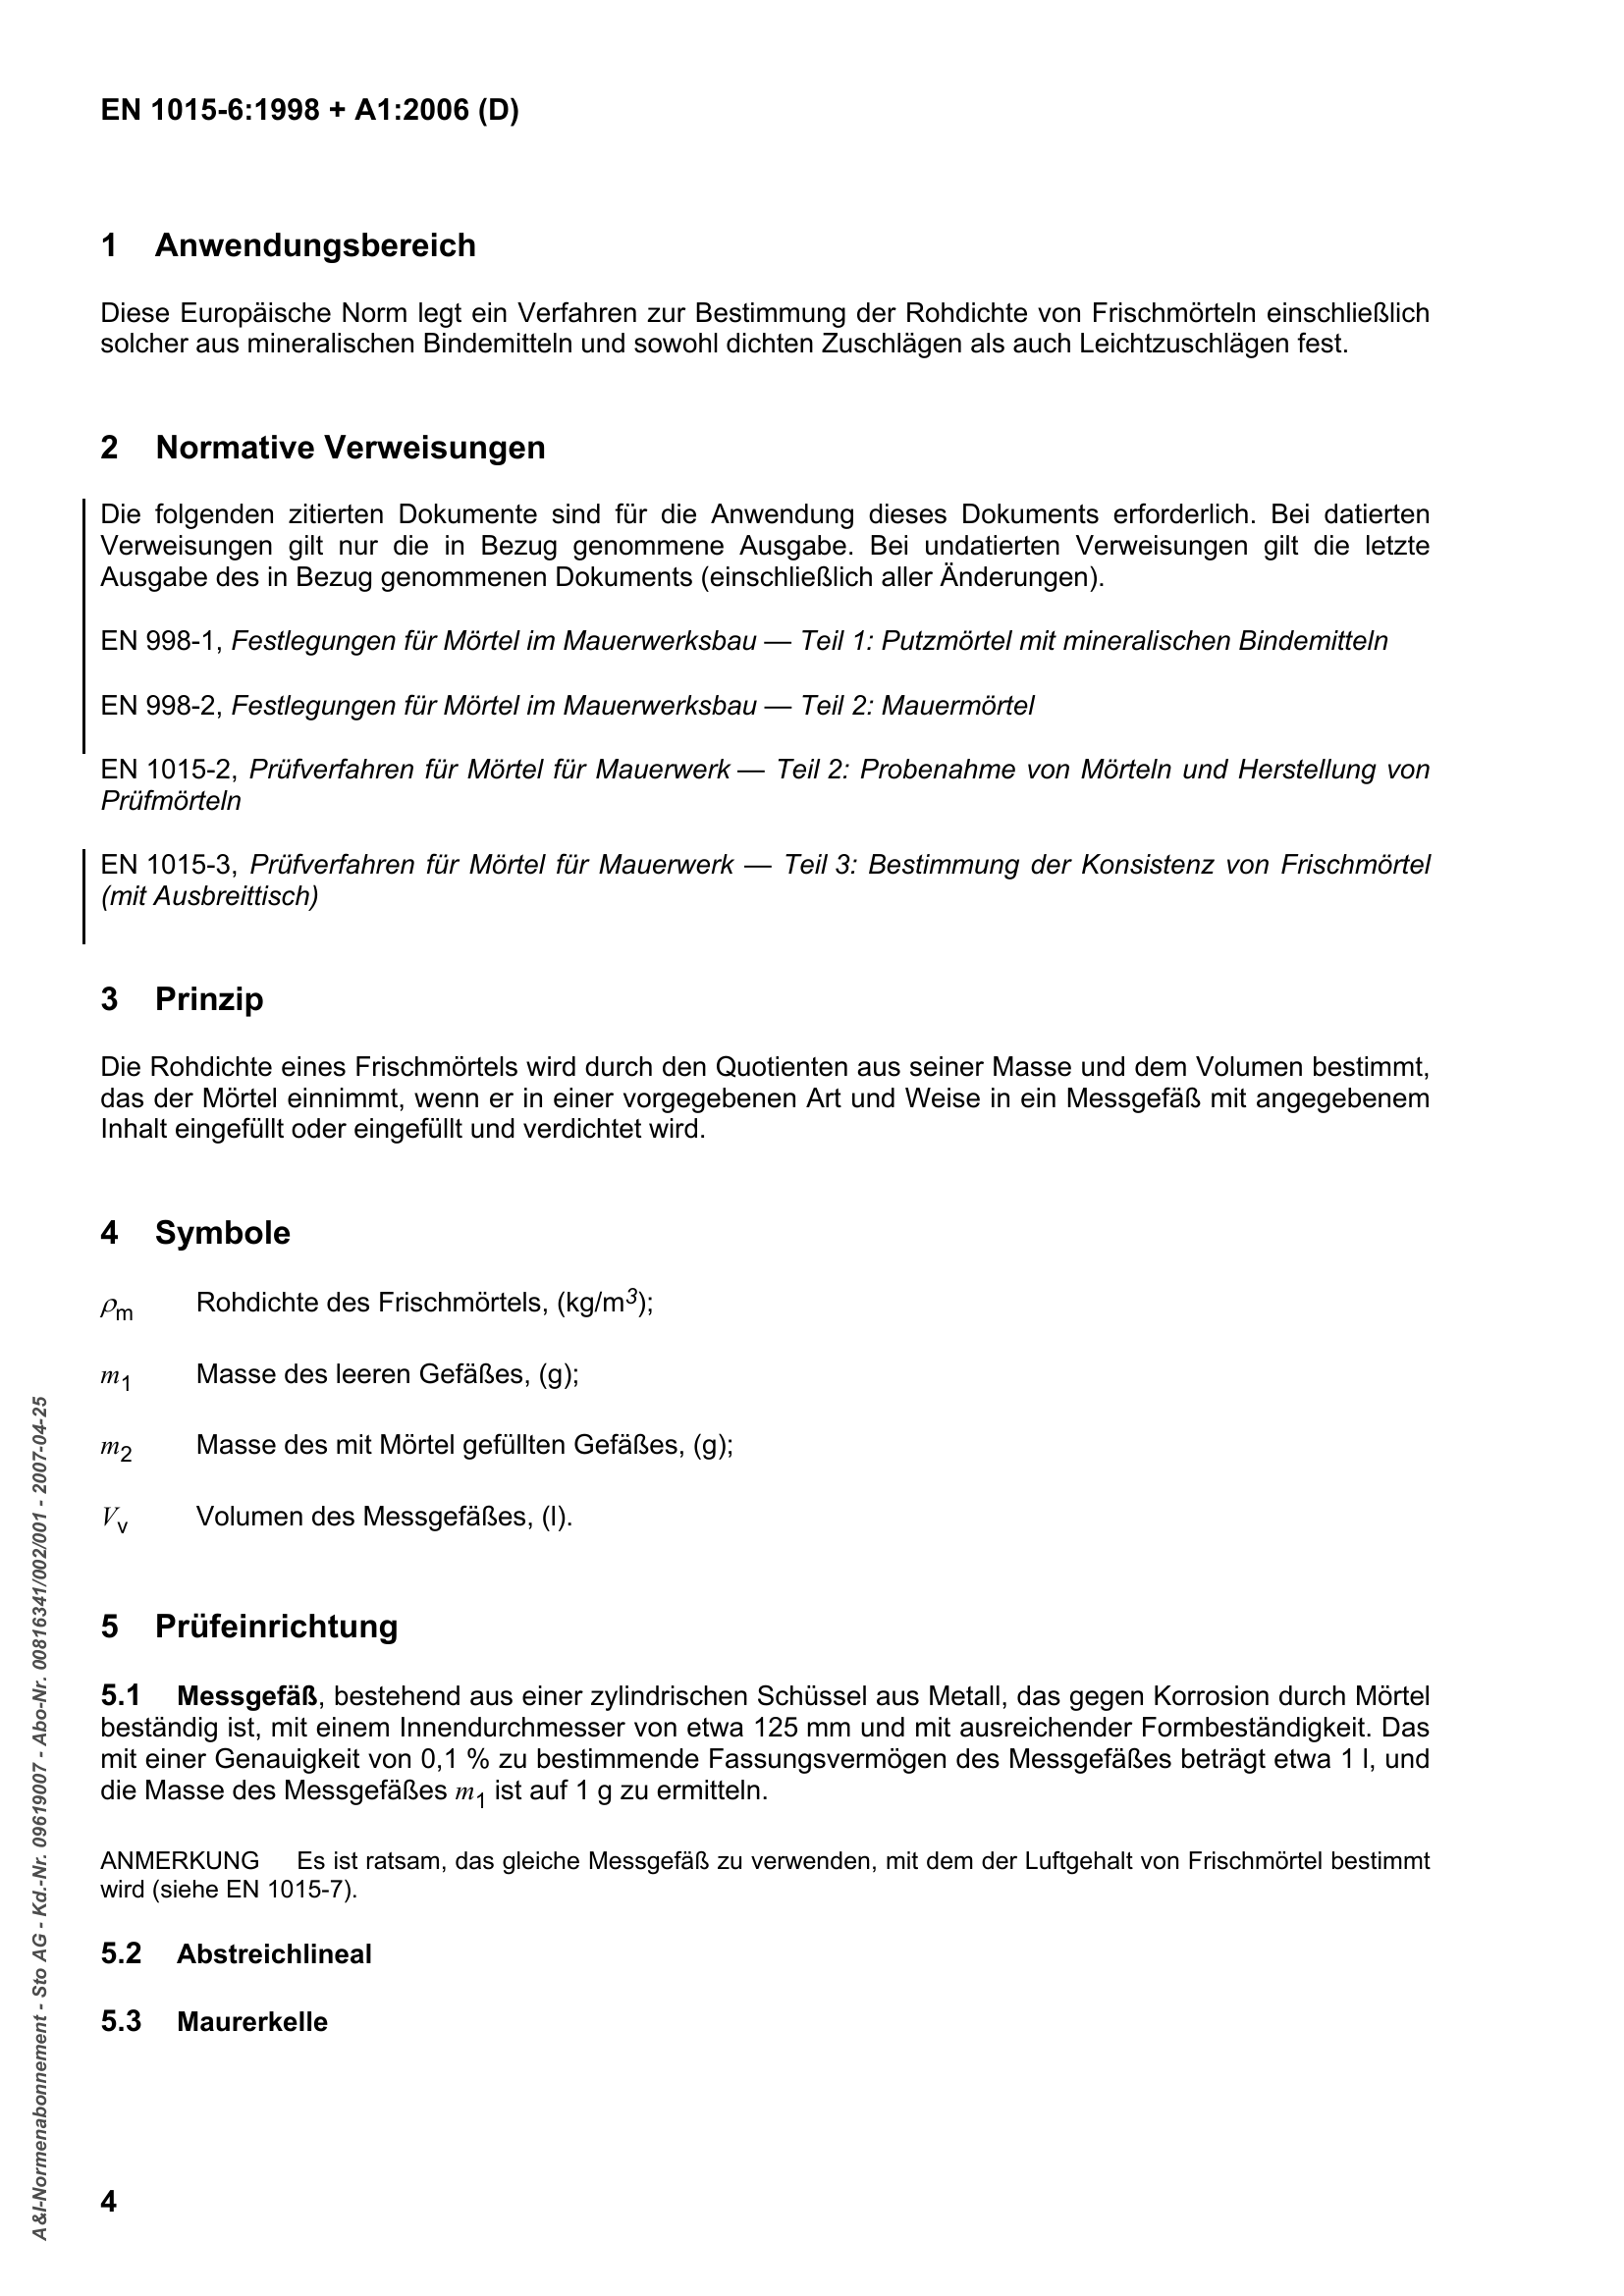 EN 1015-6:1998 + A1:2006 (D)
1 Anwendungsbereich
Diese Europäische Norm legt ein Verfahren zur Bestimmung der Rohdichte von Frischmörteln einschließlich
solcher aus mineralischen Bindemitteln und sowohl dichten Zuschlägen als auch Leichtzuschlägen fest.
2 Normative Verweisungen
Die folgenden zitierten Dokumente sind für die Anwendung dieses Dokuments erforderlich. Bei datierten
Verweisungen gilt nur die in Bezug genommene Ausgabe. Bei undatierten Verweisungen gilt die letzte
Ausgabe des in Bezug genommenen Dokuments (einschließlich aller Änderungen).
EN 998-1, Festlegungen für Mörtel im Mauerwerksbau — Teil 1: Putzmörtel mit mineralischen Bindemitteln
EN 998-2, Festlegungen für Mörtel im Mauerwerksbau — Teil 2: Mauermörtel
EN 1015-2, Prüfverfahren für Mörtel für Mauerwerk — Teil 2: Probenahme von Mörteln und Herstellung von
Prüfmörteln
EN 1015-3, Prüfverfahren für Mörtel für Mauerwerk — Teil 3: Bestimmung der Konsistenz von Frischmörtel
(mit Ausbreittisch)
3 Prinzip
Die Rohdichte eines Frischmörtels wird durch den Quotienten aus seiner Masse und dem Volumen bestimmt,
das der Mörtel einnimmt, wenn er in einer vorgegebenen Art und Weise in ein Messgefäß mit angegebenem
Inhalt eingefüllt oder eingefüllt und verdichtet wird.
4 Symbole
ρm Rohdichte des Frischmörtels, (kg/m³);
m1 Masse des leeren Gefäßes, (g);
m2 Masse des mit Mörtel gefüllten Gefäßes, (g);
Vv Volumen des Messgefäßes, (l).
5 Prüfeinrichtung
5.1 Messgefäß, bestehend aus einer zylindrischen Schüssel aus Metall, das gegen Korrosion durch Mörtel
beständig ist, mit einem Innendurchmesser von etwa 125 mm und mit ausreichender Formbeständigkeit. Das
mit einer Genauigkeit von 0,1 % zu bestimmende Fassungsvermögen des Messgefäßes beträgt etwa 1 l, und
die Masse des Messgefäßes m1 ist auf 1 g zu ermitteln.
ANMERKUNG Es ist ratsam, das gleiche Messgefäß zu verwenden, mit dem der Luftgehalt von Frischmörtel bestimmt
wird (siehe EN 1015-7).
5.2 Abstreichlineal
5.3 Maurerkelle
4
A&I-Normenabonnement - Sto AG - Kd.-Nr. 09619007 - Abo-Nr. 00816341/002/001 - 2007-04-25